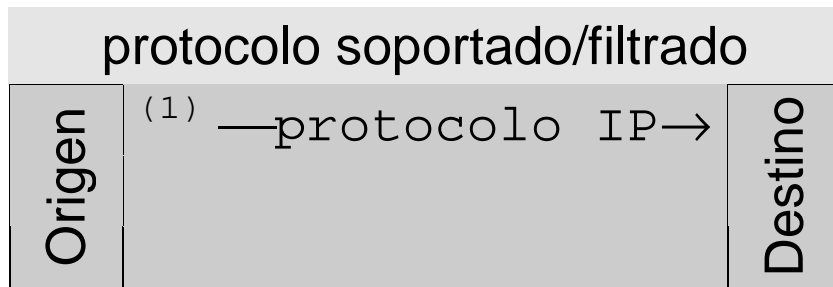 protocolo soportado/filtrado
Origen
(1) —protocolo IP→
Destino